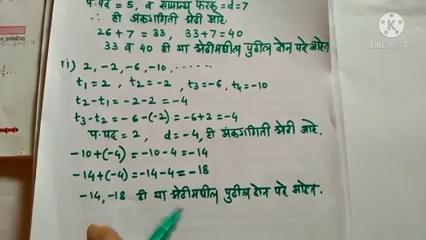 प.पद = 5, व सामान्य फरक = d = 7
∴ ही अंकगणिती श्रेढी आहे.
26 + 7 = 33, 33 + 7 = 40
33 व 40 ही या श्रेढीमधील पुढील दोन पदे आहेत.
ii) 2, -2, -6, -10, ......
t₁ = 2, t₂ = -2, t₃ = -6, t₄ = -10
t₂-t₁ = -2-2 = -4
t₃-t₂ = -6-(-2) = -6+2 = -4
प.पद = 2, d = -4, ही अंकगणिती श्रेढी आहे.
-10+(-4) = -10-4 = -14
-14+(-4) = -14-4 = -18
-14, -18 ही या श्रेढीमधील पुढील दोन पदे आहेत.
Made with
KINEMASTER